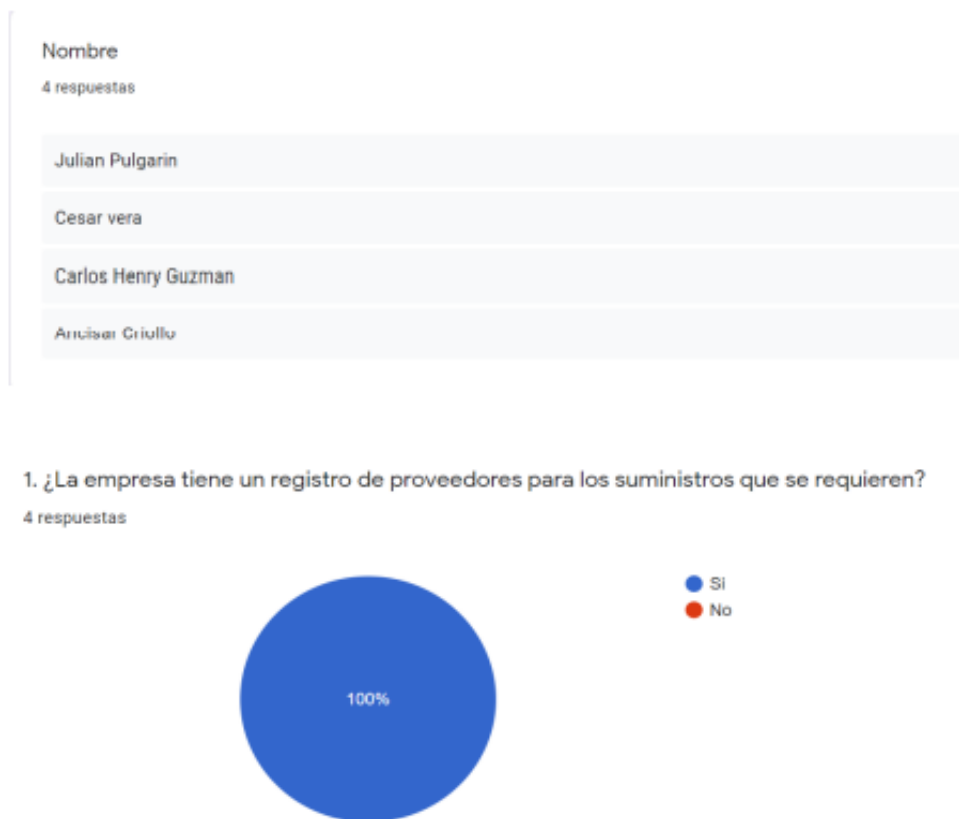 Nombre
4 respuestas
Julian Pulgarin
Cesar vera
Carlos Henry Guzman
Criollo
1. ¿La empresa tiene un registro de proveedores para los suministros que se requieren?
4 respuestas
Si
No
100%